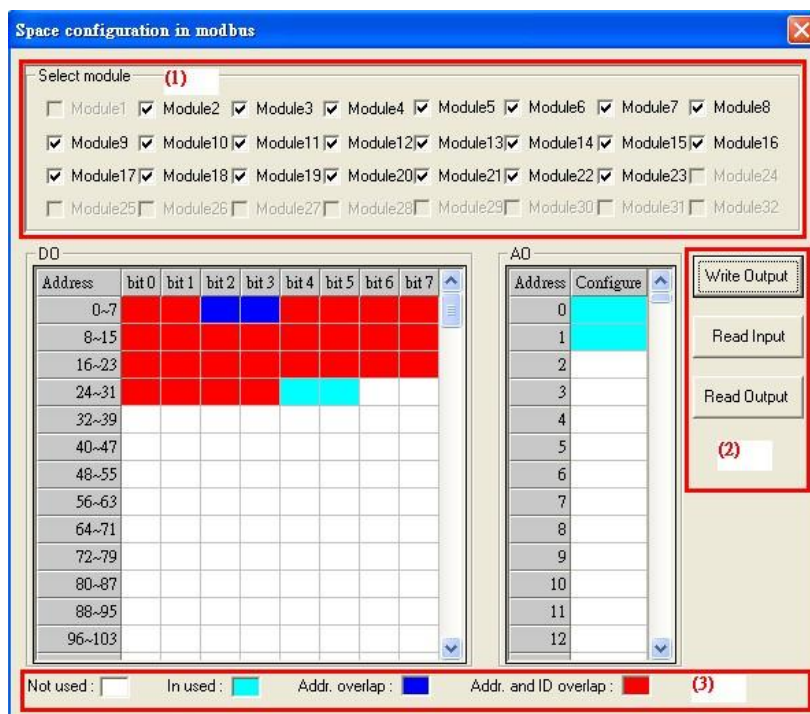 Space configuration in modbus
Select module (1)
Module1 Module2 Module3 Module4 Module5 Module6 Module7 Module8
Module9 Module10 Module11 Module12 Module13 Module14 Module15 Module16
Module17 Module18 Module19 Module20 Module21 Module22 Module23 Module24
Module25 Module26 Module27 Module28 Module29 Module30 Module31 Module32
DO
Address bit 0 bit 1 bit 2 bit 3 bit 4 bit 5 bit 6 bit 7
0~7
8~15
16~23
24~31
32~39
40~47
48~55
56~63
64~71
72~79
80~87
88~95
96~103
AO
Address Configure
0
1
2
3
4
5
6
7
8
9
10
11
12
Write Output
Read Input
Read Output
(2)
Not used : In used : Addr. overlap : Addr. and ID overlap : (3)